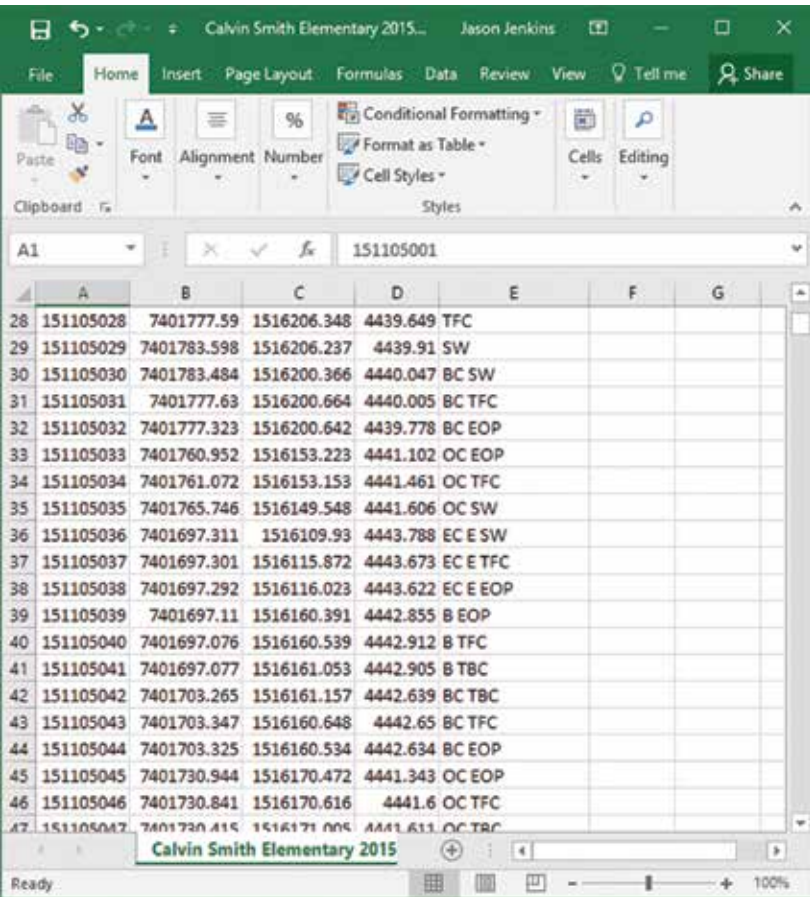 Calvin Smith Elementary 2015... Jason Jenkins
File Home Insert Page Layout Formulas Data Review View Tell me Share
Paste Font Alignment Number Conditional Formatting Format as Table Cell Styles Cells Editing
Clipboard Styles
A1 fx 151105001
A B C D E F G
28 151105028 7401777.59 1516206.348 4439.649 TFC
29 151105029 7401783.598 1516206.237 4439.91 SW
30 151105030 7401783.484 1516200.366 4440.047 BC SW
31 151105031 7401777.63 1516200.664 4440.005 BC TFC
32 151105032 7401777.323 1516200.642 4439.778 BC EOP
33 151105033 7401760.952 1516153.223 4441.102 OC EOP
34 151105034 7401761.072 1516153.153 4441.461 OC TFC
35 151105035 7401765.746 1516149.548 4441.606 OC SW
36 151105036 7401697.311 1516109.93 4443.788 EC E SW
37 151105037 7401697.301 1516115.872 4443.673 EC E TFC
38 151105038 7401697.292 1516116.023 4443.622 EC E EOP
39 151105039 7401697.11 1516160.391 4442.855 B EOP
40 151105040 7401697.076 1516160.539 4442.912 B TFC
41 151105041 7401697.077 1516161.053 4442.905 B TBC
42 151105042 7401703.265 1516161.157 4442.639 BC TBC
43 151105043 7401703.347 1516160.648 4442.65 BC TFC
44 151105044 7401703.325 1516160.534 4442.634 BC EOP
45 151105045 7401730.944 1516170.472 4441.343 OC EOP
46 151105046 7401730.841 1516170.616 4441.6 OC TFC
47 151105047 7401730.415 1516171.005 4441.611 OC TBC
Calvin Smith Elementary 2015
Ready 100%